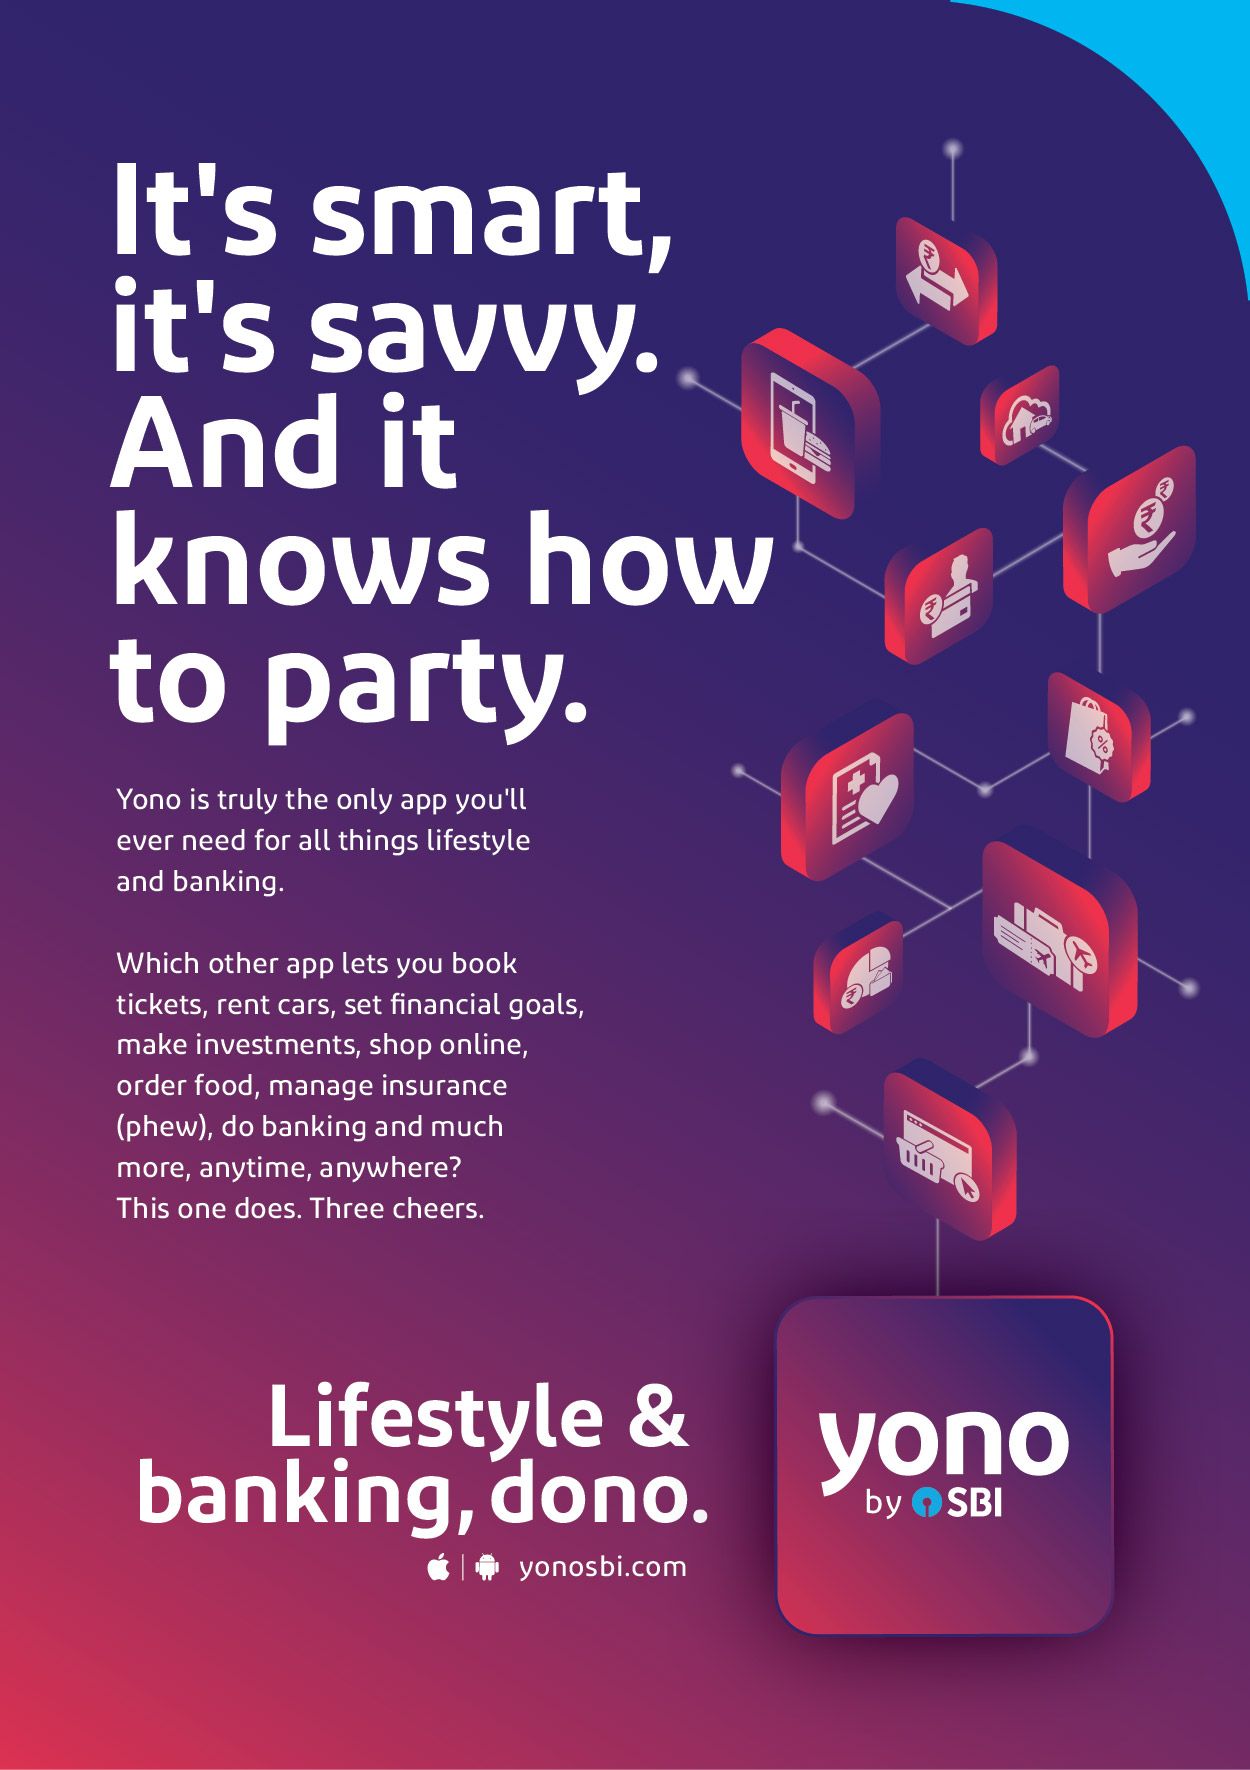 It's smart,
it's savvy.
And it
knows how
to party.
Yono is truly the only app you'll
ever need for all things lifestyle
and banking.
Which other app lets you book
tickets, rent cars, set financial goals,
make investments, shop online,
order food, manage insurance
(phew), do banking and much
more, anytime, anywhere?
This one does. Three cheers.
Lifestyle &
banking, dono.
yonosbi.com
yono
by SBI